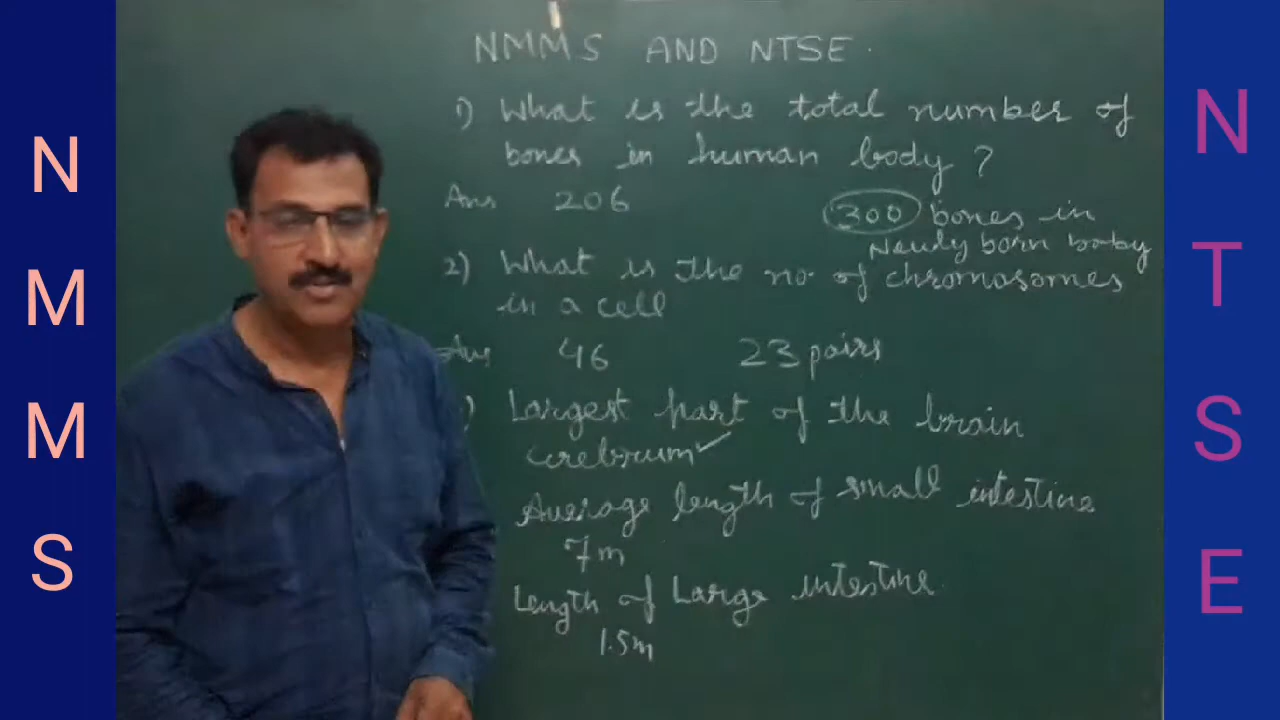 N
M
M
S
NMMS AND NTSE.
1) What is the total number of
bones in human body ?
Ans 206
300 bones in
Newly born baby
2) What is the no. of chromosomes
in a cell
Ans 46 23 pairs
) Largest part of the brain
cerebrum ✓
Average length of small intestine
7m
Length of Large intestine.
1.5m
N
T
S
E